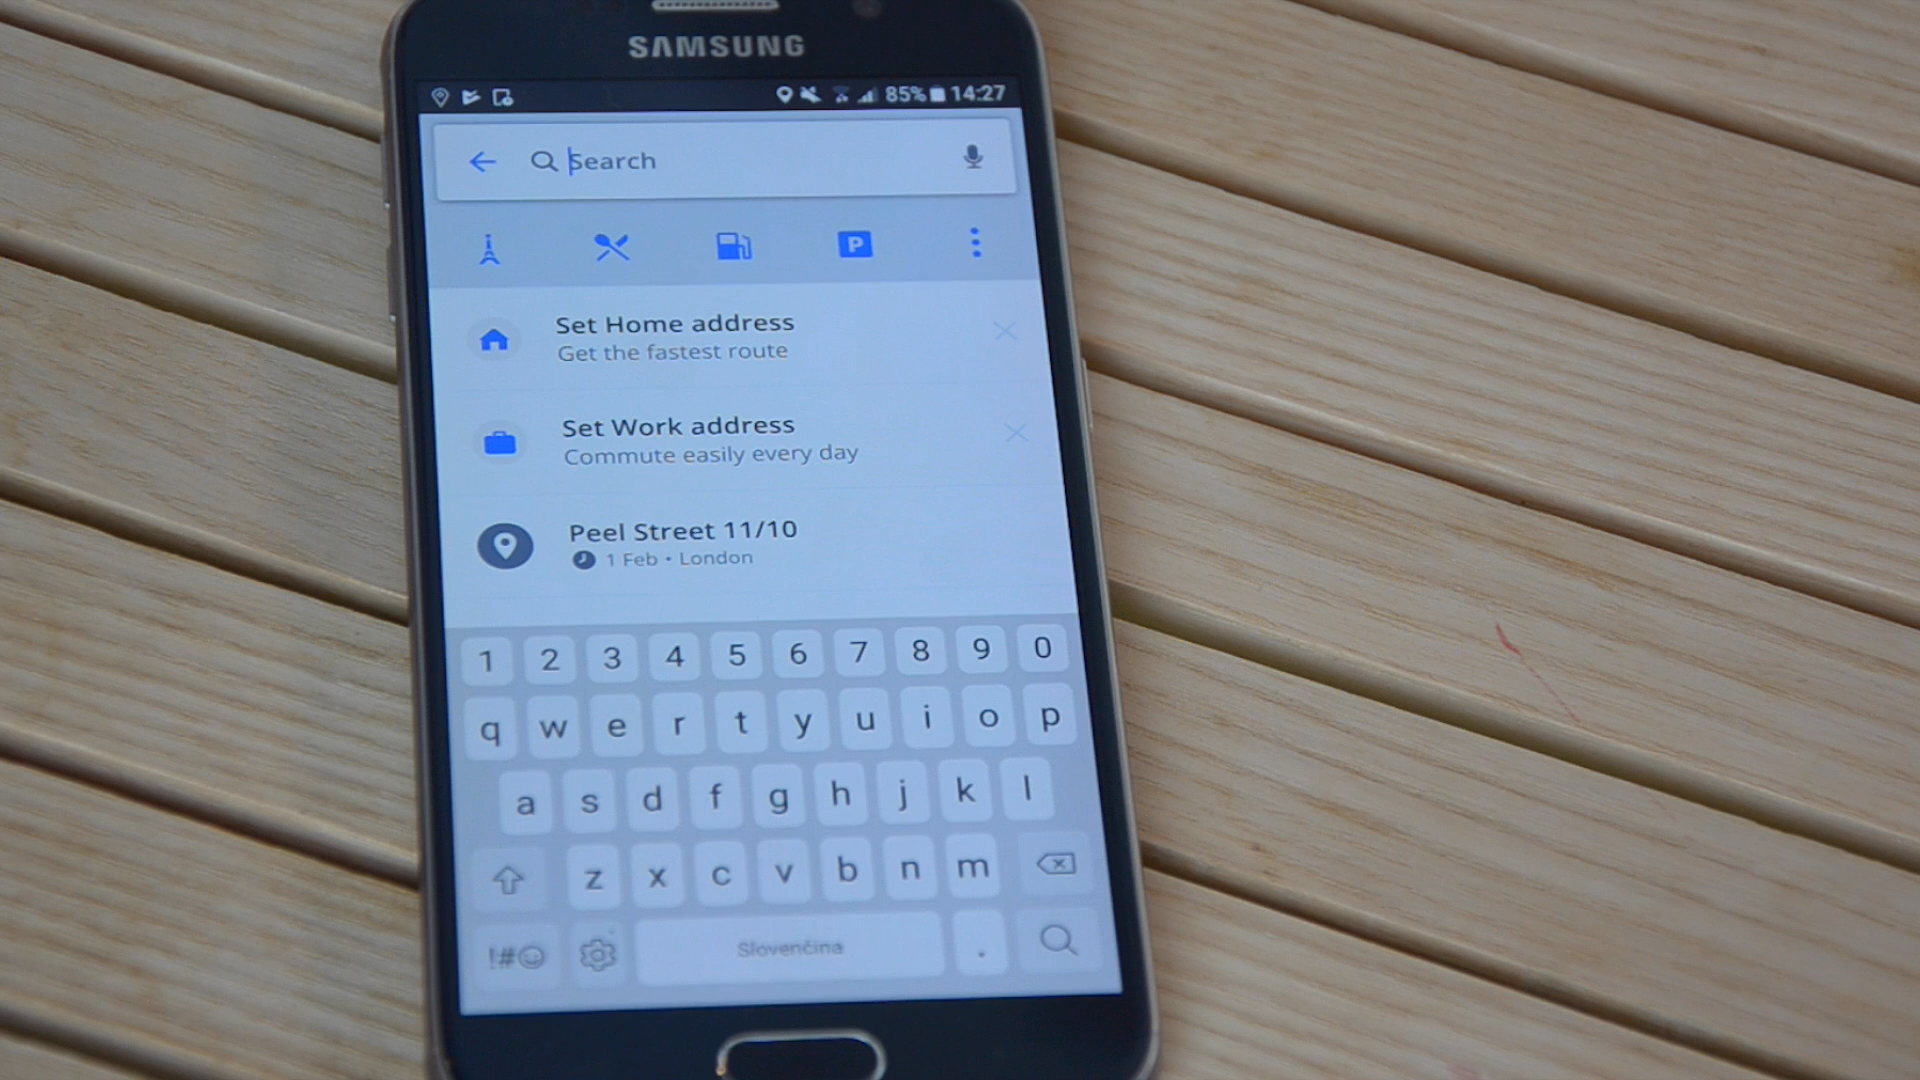 SAMSUNG
85% 14:27
Search
P
Set Home address
Get the fastest route
Set Work address
Commute easily every day
Peel Street 11/10
1 Feb • London
1 2 3 4 5 6 7 8 9 0
q w e r t y u i o p
a s d f g h j k l
z x c v b n m
!#☺ Slovenčina .